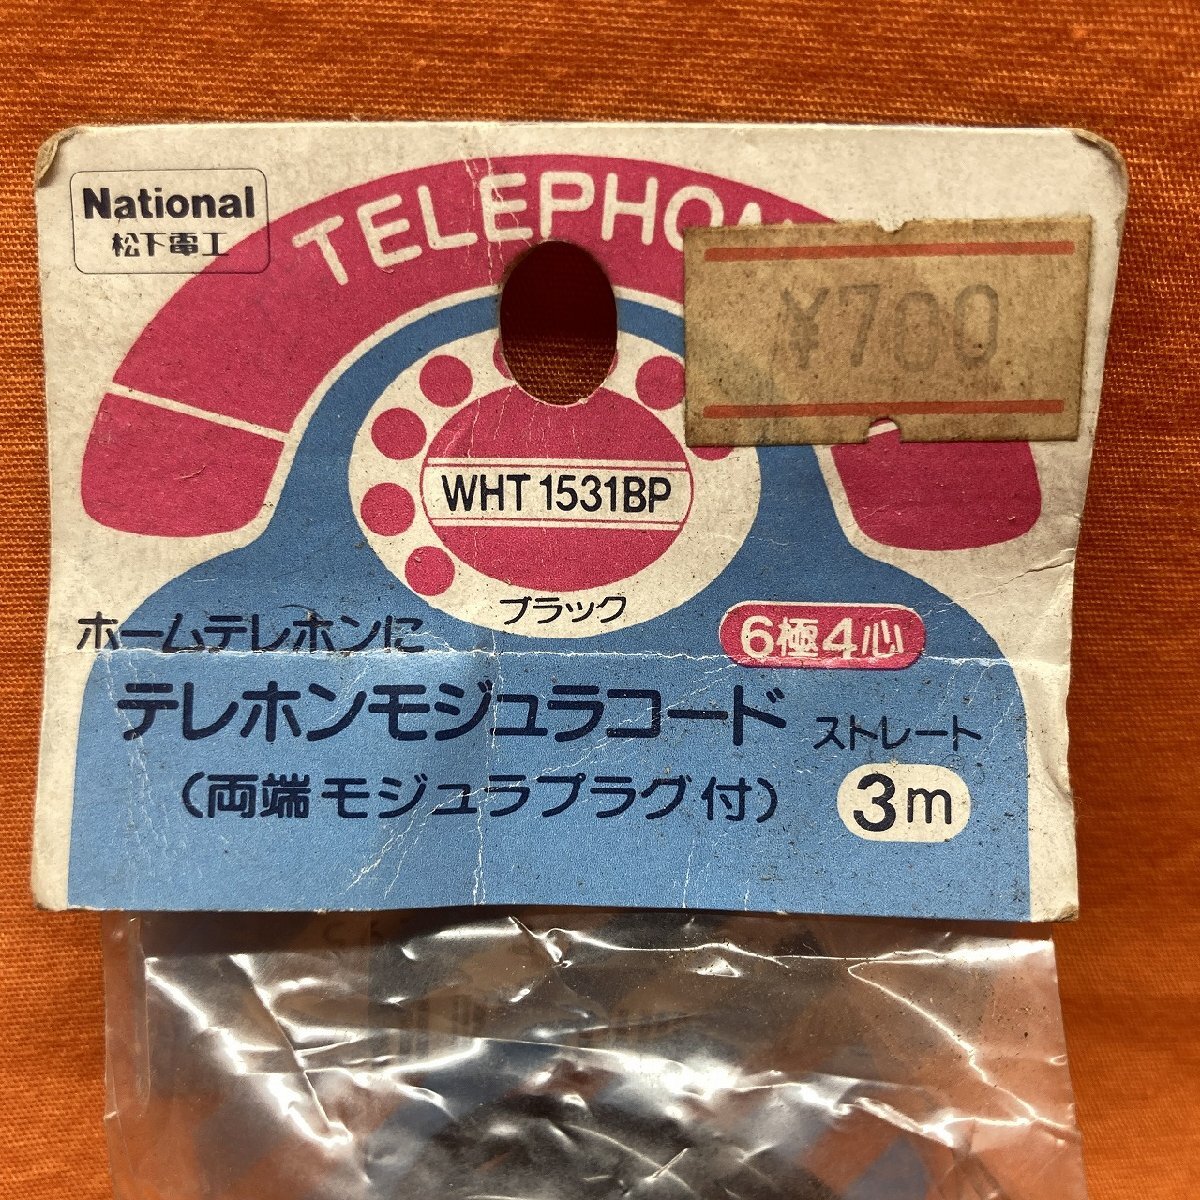 National
松下電工
TELEPHON
¥700
WHT 1531BP
ブラック
ホームテレホンに
6極4心
テレホンモジュラコード ストレート
(両端モジュラプラグ付) 3m